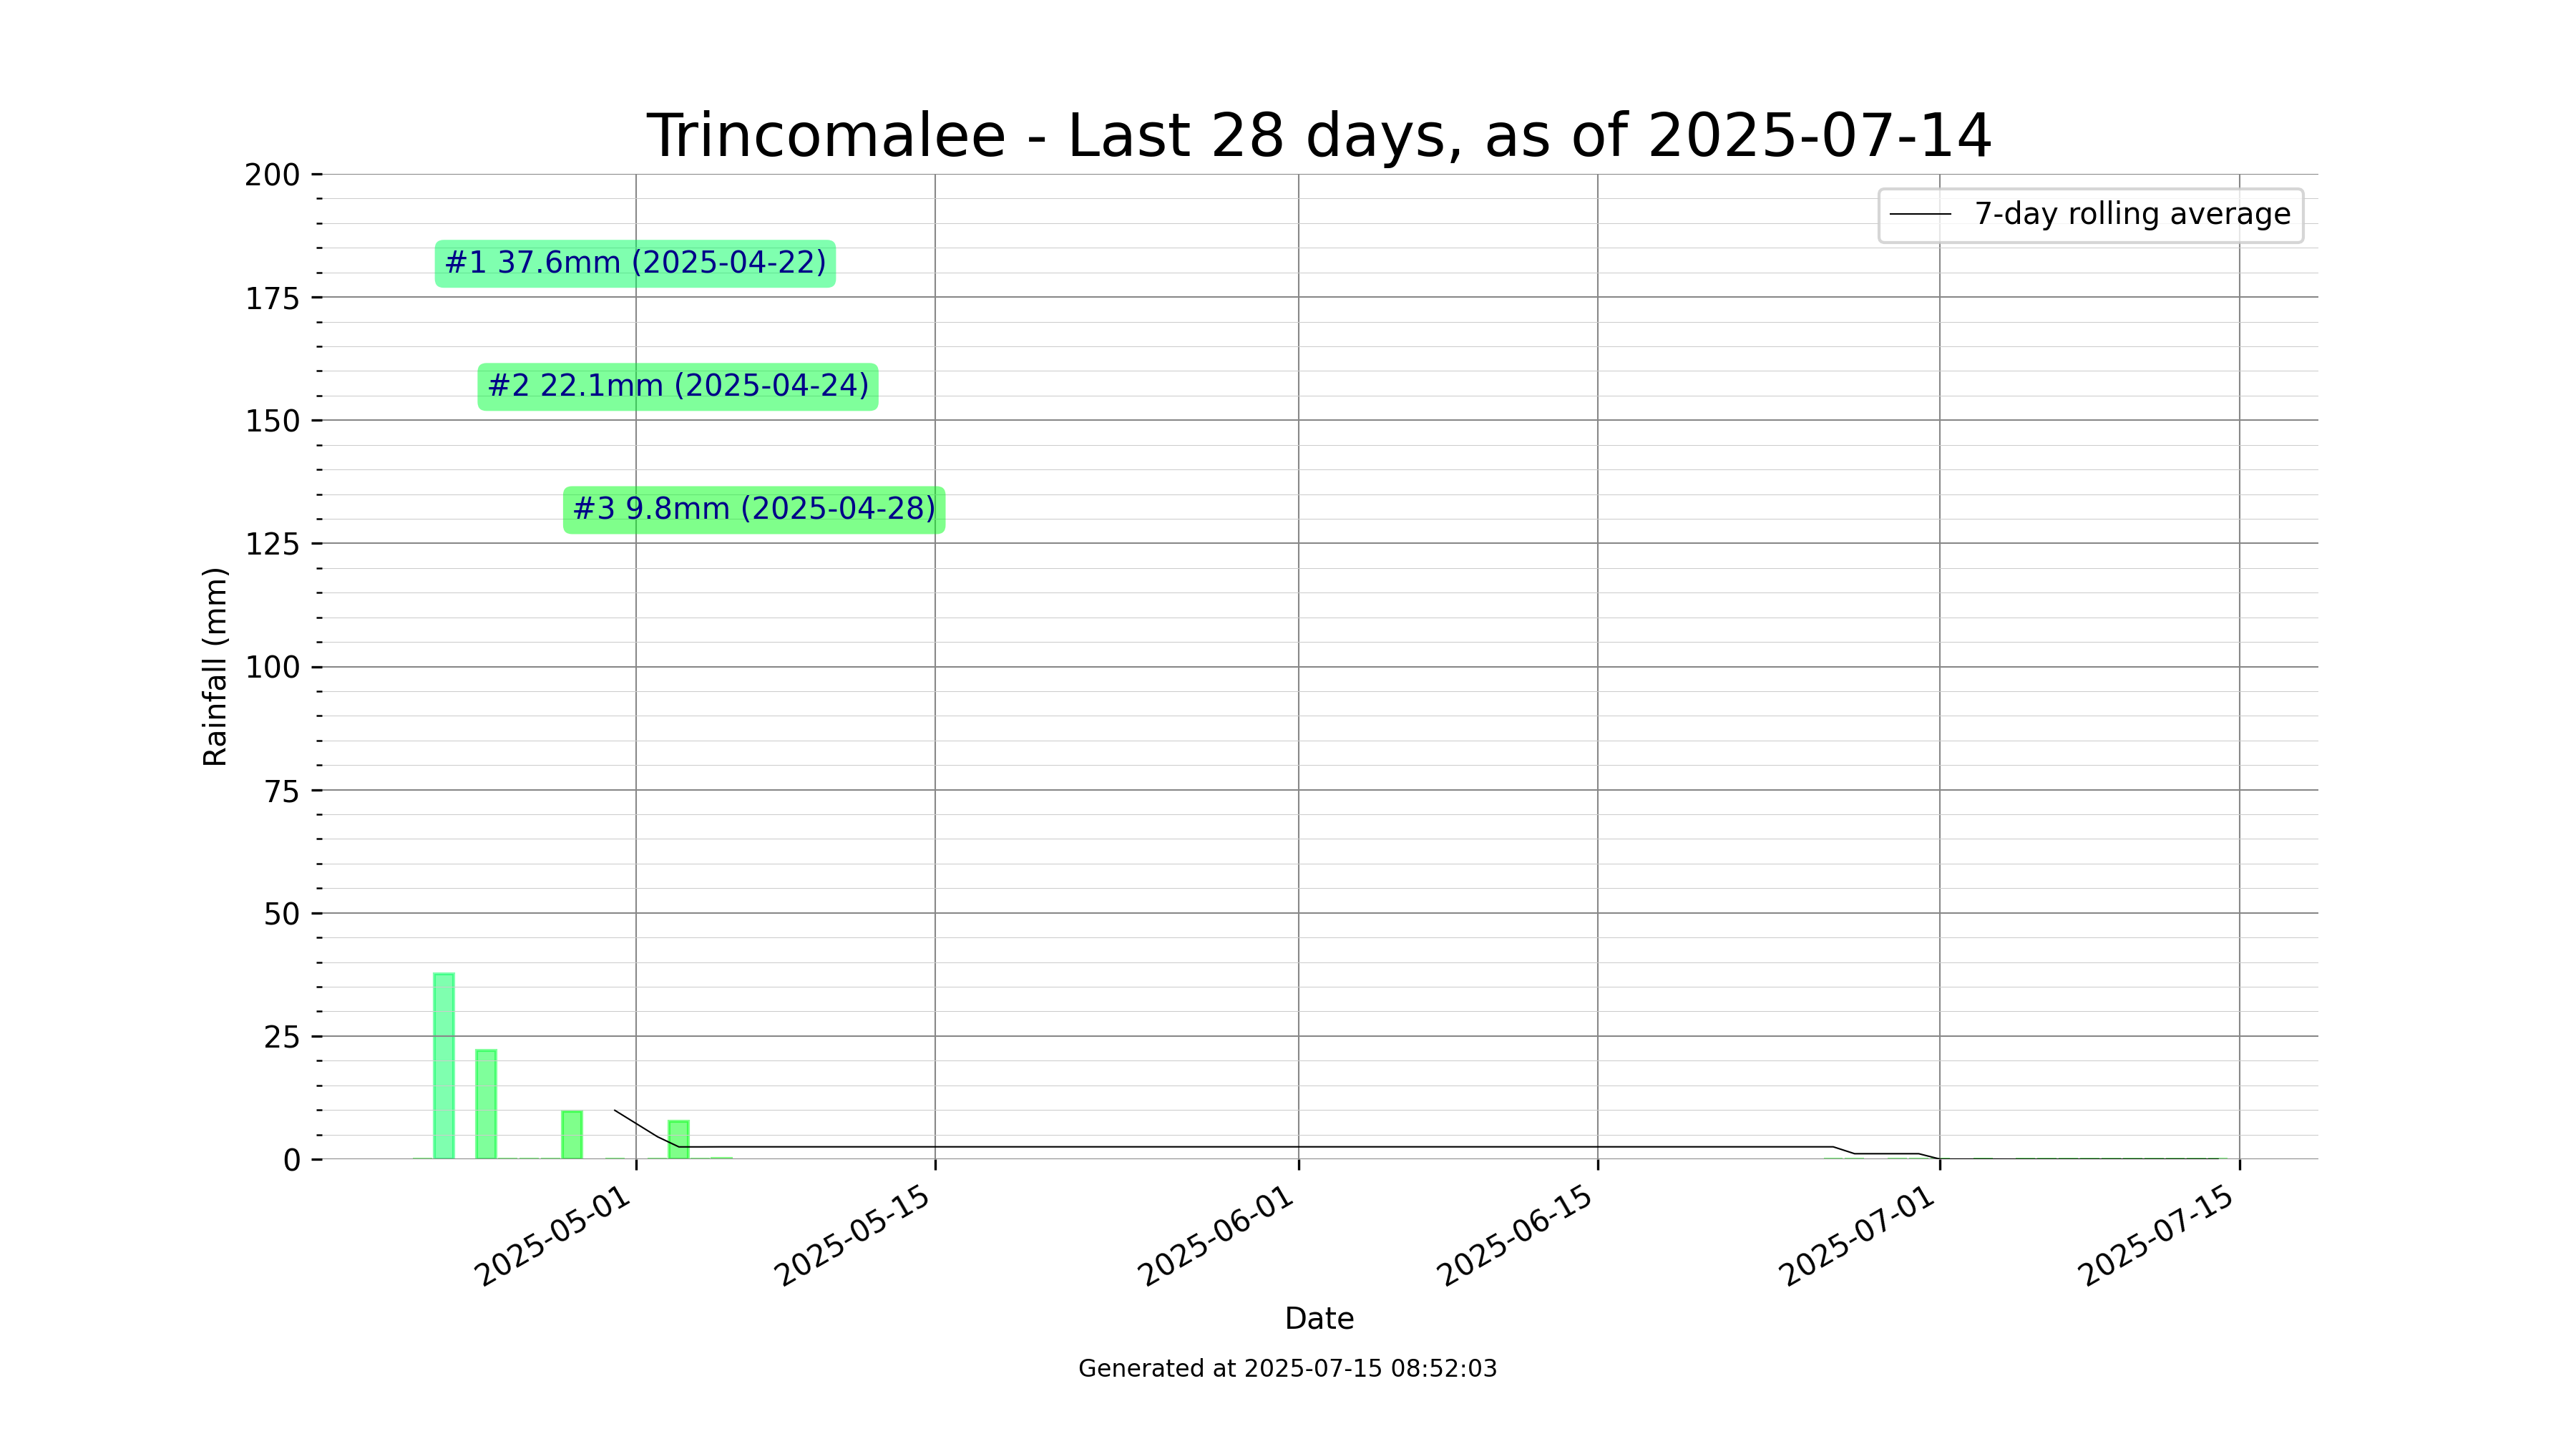 Trincomalee - Last 28 days, as of 2025-07-14
200
175
150
125
100
75
50
25
0
Rainfall (mm)
7-day rolling average
#1 37.6mm (2025-04-22)
#2 22.1mm (2025-04-24)
#3 9.8mm (2025-04-28)
2025-05-01
2025-05-15
2025-06-01
2025-06-15
2025-07-01
2025-07-15
Date
Generated at 2025-07-15 08:52:03